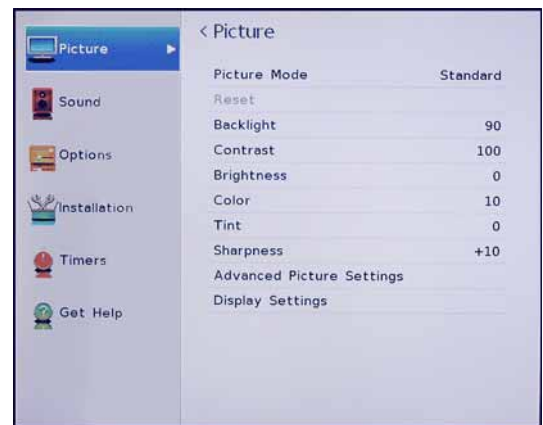 Picture
Sound
Options
Installation
Timers
Get Help
< Picture
Picture Mode Standard
Reset
Backlight 90
Contrast 100
Brightness 0
Color 10
Tint 0
Sharpness +10
Advanced Picture Settings
Display Settings